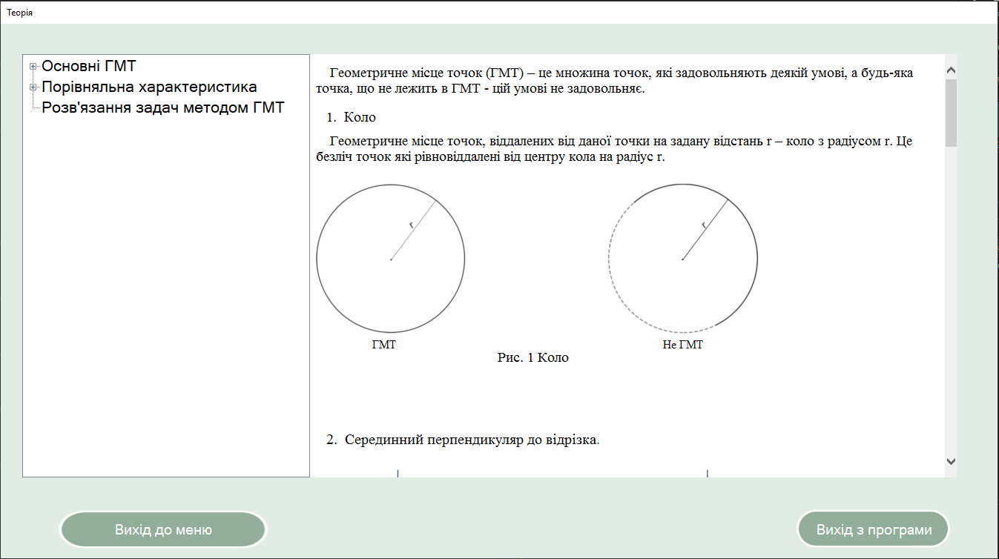 Теорія
Основні ГМТ
Порівняльна характеристика
Розв'язання задач методом ГМТ
Геометричне місце точок (ГМТ) – це множина точок, які задовольняють деякій умові, а будь-яка
точка, що не лежить в ГМТ - цій умові не задовольняє.
1. Коло
Геометричне місце точок, віддалених від даної точки на задану відстань r – коло з радіусом r. Це
безліч точок які рівновіддалені від центру кола на радіус r.
r
r
ГМТ
Не ГМТ
Рис. 1 Коло
2. Серединний перпендикуляр до відрізка.
Вихід до меню
Вихід з програми